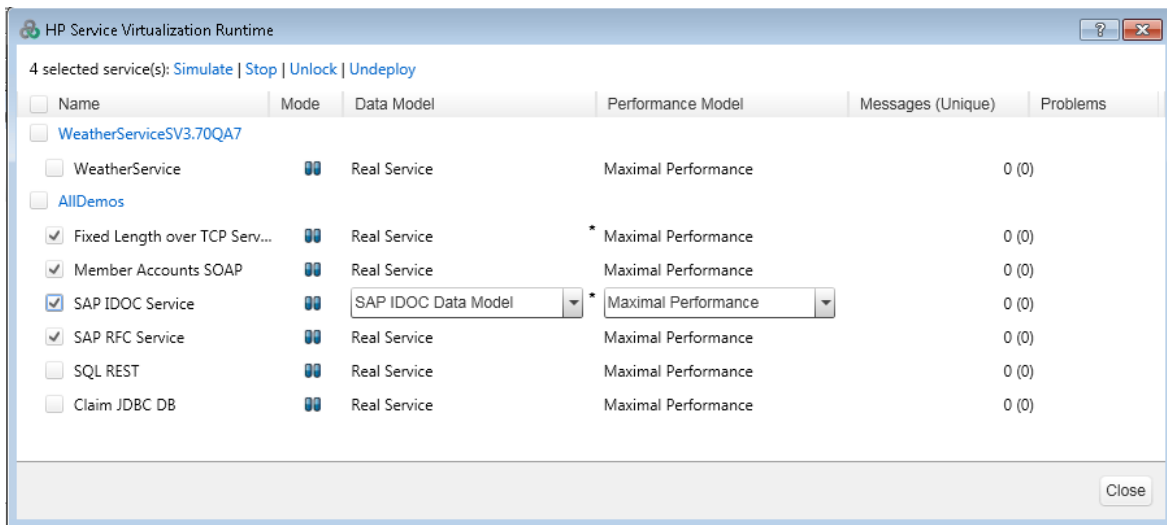 HP Service Virtualization Runtime
?
4 selected service(s): Simulate | Stop | Unlock | Undeploy
Name Mode Data Model Performance Model Messages (Unique) Problems
WeatherServiceSV3.70QA7
WeatherService Real Service Maximal Performance 0 (0)
AllDemos
Fixed Length over TCP Serv... Real Service * Maximal Performance 0 (0)
Member Accounts SOAP Real Service Maximal Performance 0 (0)
SAP IDOC Service SAP IDOC Data Model * Maximal Performance 0 (0)
SAP RFC Service Real Service Maximal Performance 0 (0)
SQL REST Real Service Maximal Performance 0 (0)
Claim JDBC DB Real Service Maximal Performance 0 (0)
Close